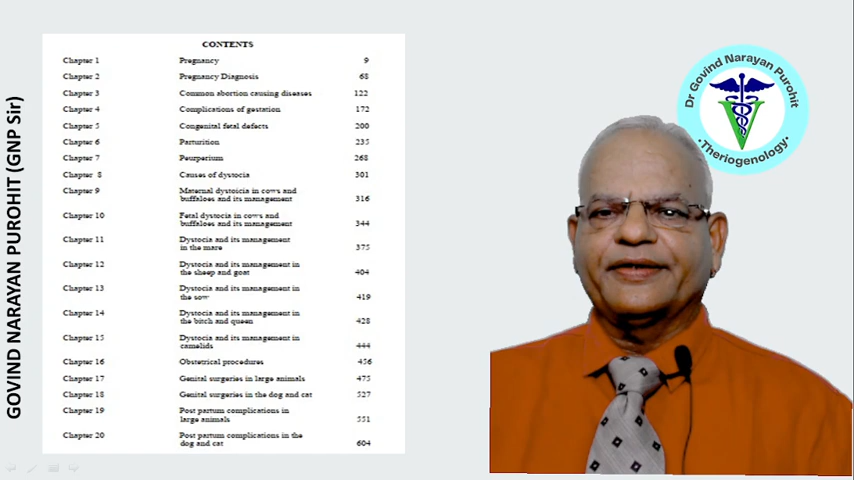 GOVIND NARAYAN PUROHIT (GNP Sir)
CONTENTS
Chapter 1 Pregnancy 9
Chapter 2 Pregnancy Diagnosis 68
Chapter 3 Common abortion causing diseases 122
Chapter 4 Complications of gestation 172
Chapter 5 Congenital fetal defects 200
Chapter 6 Parturition 235
Chapter 7 Peurperium 268
Chapter 8 Causes of dystocia 301
Chapter 9 Maternal dystoicia in cows and
buffaloes and its management 316
Chapter 10 Fetal dystocia in cows and
buffaloes and its management 344
Chapter 11 Dystocia and its management
in the mare 375
Chapter 12 Dystocia and its management in
the sheep and goat 404
Chapter 13 Dystocia and its management in
the sow 419
Chapter 14 Dystocia and its management in
the bitch and queen 428
Chapter 15 Dystocia and its management in
camelids 444
Chapter 16 Obstetrical procedures 456
Chapter 17 Genital surgeries in large animals 475
Chapter 18 Genital surgeries in the dog and cat 527
Chapter 19 Post partum complications in
large animals 551
Chapter 20 Post partum complications in the
dog and cat 604
Dr Govind Narayan Purohit
V
•Theriogenology•